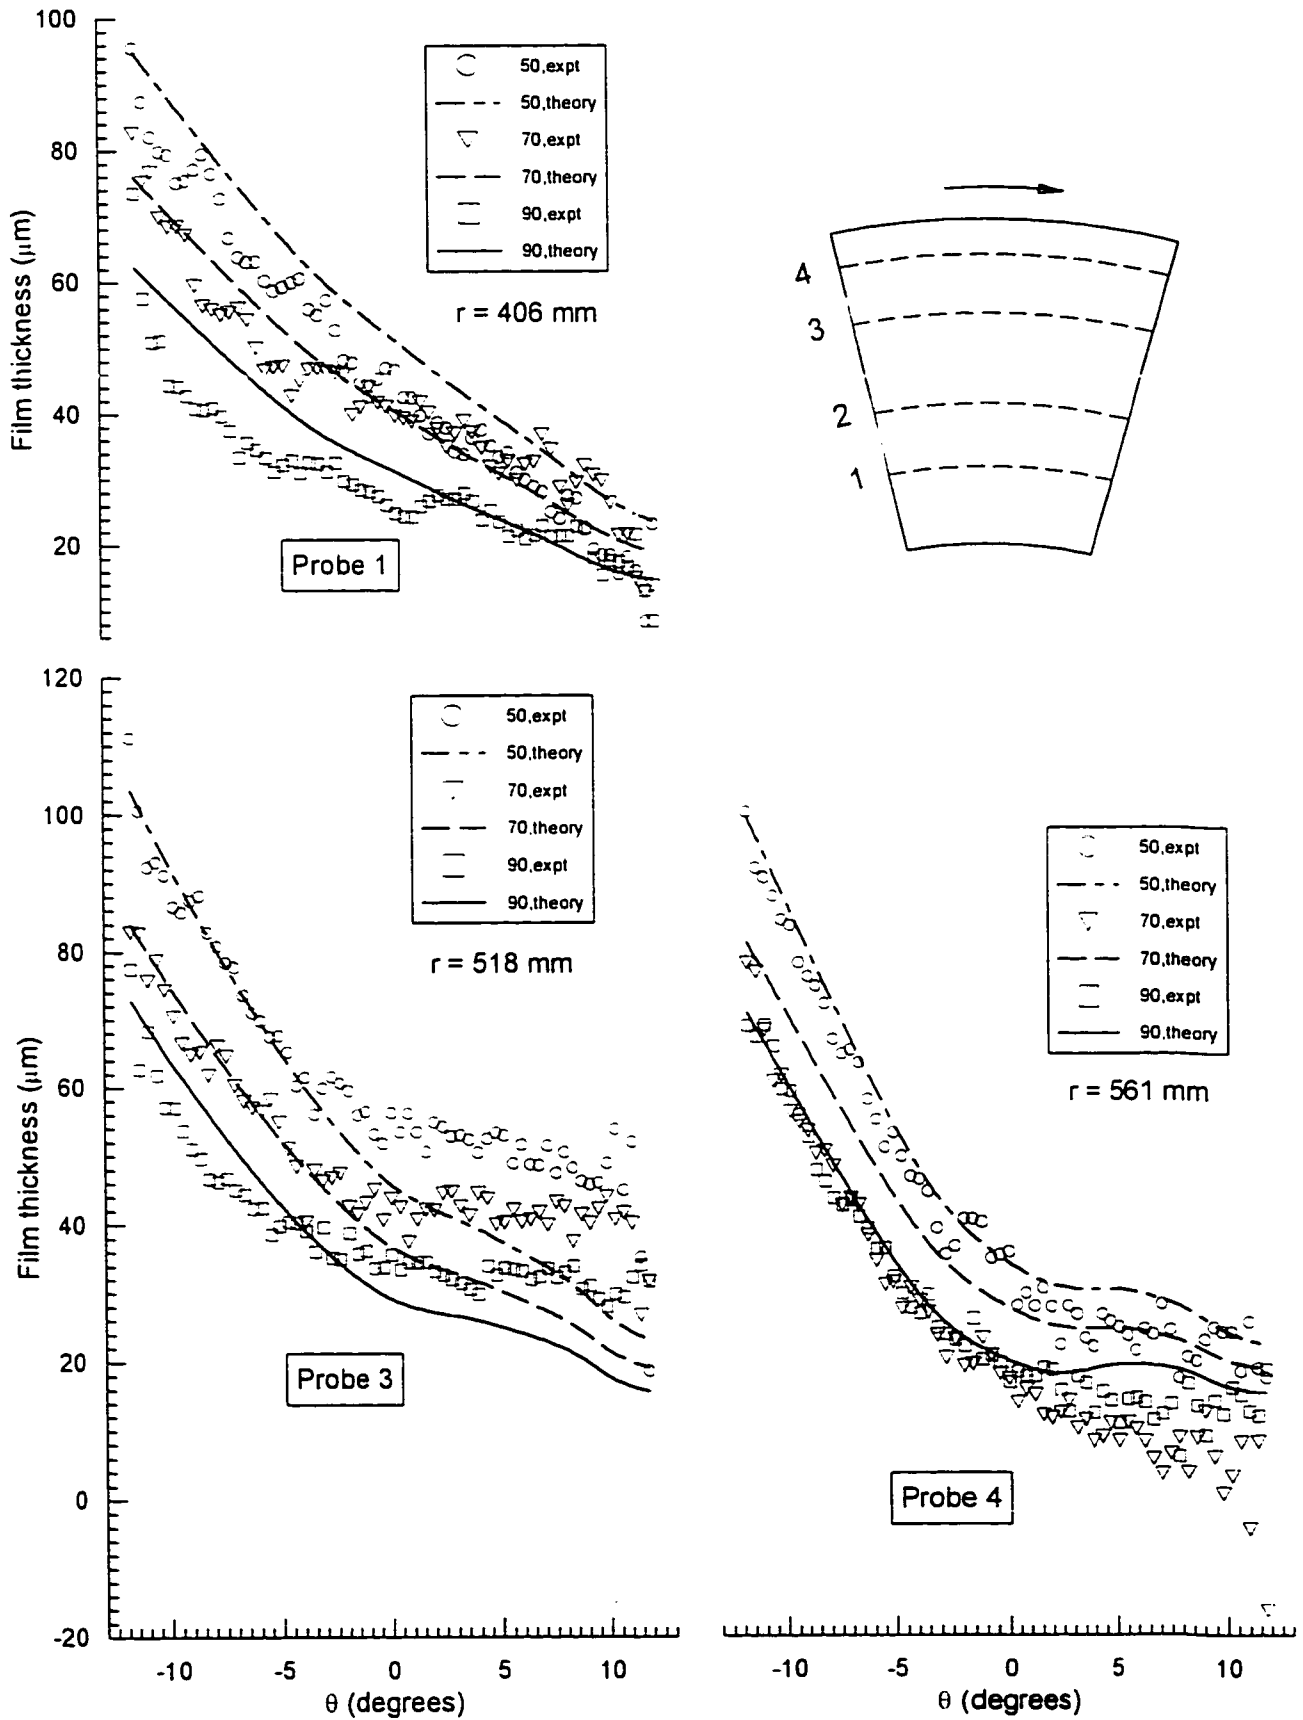 100
80
60
40
20
Film thickness (μm)
50,expt
50,theory
70,expt
70,theory
90,expt
90,theory
r = 406 mm
Probe 1
4
3
2
1
120
100
80
60
40
20
0
-20
Film thickness (μm)
50,expt
50,theory
70,expt
70,theory
90,expt
90,theory
r = 518 mm
Probe 3
-10 -5 0 5 10
θ (degrees)
50,expt
50,theory
70,expt
70,theory
90,expt
90,theory
r = 561 mm
Probe 4
-10 -5 0 5 10
θ (degrees)